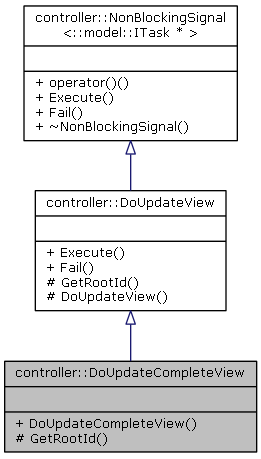 controller::NonBlockingSignal
< ::model::ITask * >
+ operator()()
+ Execute()
+ Fail()
+ ~NonBlockingSignal()
controller::DoUpdateView
+ Execute()
+ Fail()
# GetRootId()
# DoUpdateView()
controller::DoUpdateCompleteView
+ DoUpdateCompleteView()
# GetRootId()